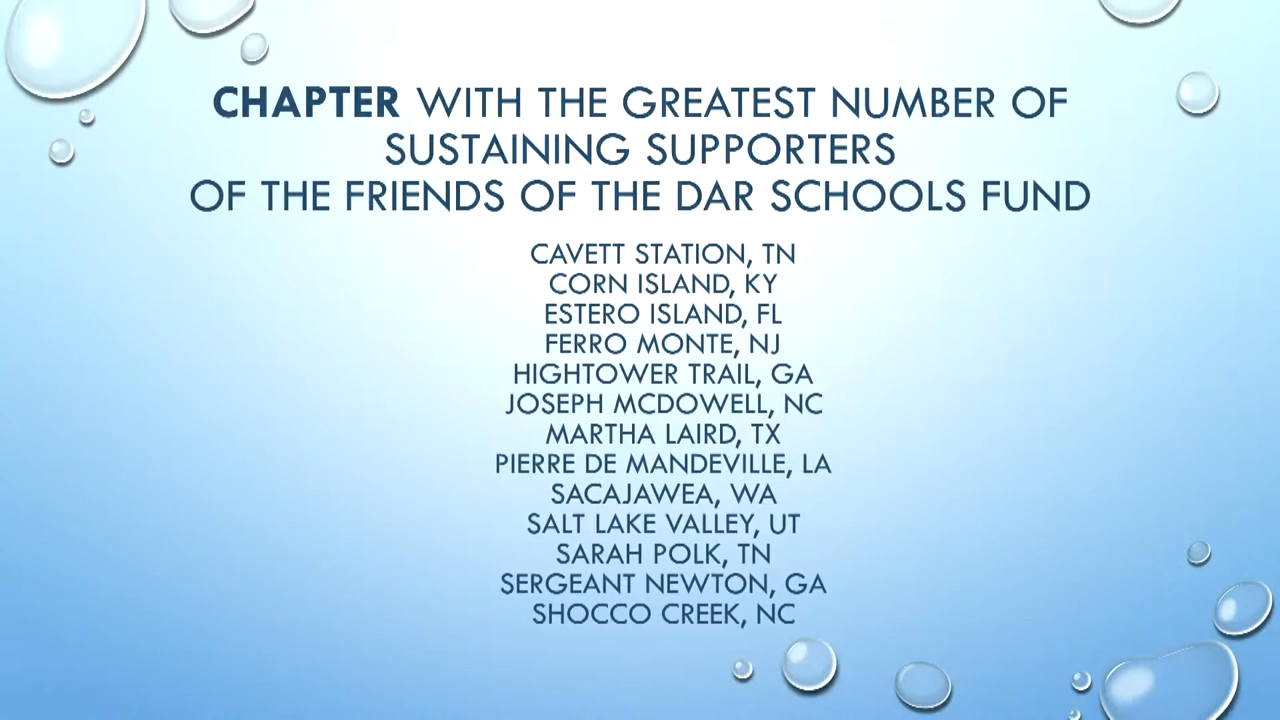 CHAPTER WITH THE GREATEST NUMBER OF
SUSTAINING SUPPORTERS
OF THE FRIENDS OF THE DAR SCHOOLS FUND
CAVETT STATION, TN
CORN ISLAND, KY
ESTERO ISLAND, FL
FERRO MONTE, NJ
HIGHTOWER TRAIL, GA
JOSEPH MCDOWELL, NC
MARTHA LAIRD, TX
PIERRE DE MANDEVILLE, LA
SACAJAWEA, WA
SALT LAKE VALLEY, UT
SARAH POLK, TN
SERGEANT NEWTON, GA
SHOCCO CREEK, NC